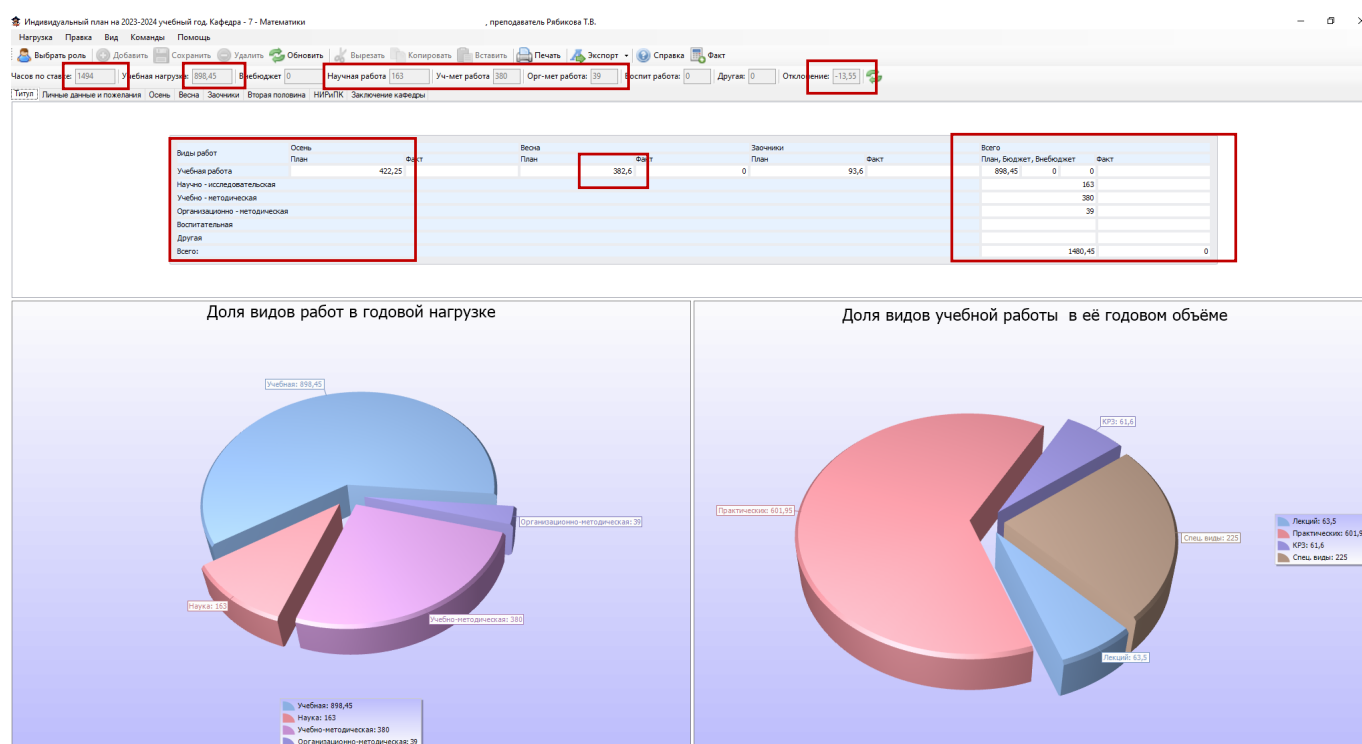 Индивидуальный план на 2023-2024 учебный год. Кафедра - 7 - Математики , преподаватель Рябикова Т.В.
Нагрузка Правка Вид Команды Помощь
Выбрать роль Добавить Сохранить Удалить Обновить Вырезать Копировать Вставить Печать Экспорт Справка Факт
Часов по ставке: 1494 Учебная нагрузка: 898,45 Внебюджет 0 Научная работа 163 Уч-мет работа 380 Орг-мет работа: 39 Воспит работа: 0 Другая: 0 Отклонение: -13,55
Титул Личные данные и пожелания Осень Весна Заочники Вторая половина НИРиПК Заключение кафедры
Виды работ Осень Весна Заочники Всего
План Факт План Факт План Факт План, Бюджет, Внебюджет Факт
Учебная работа 422,25 382,6 0 93,6 898,45 0 0
Научно - исследовательская 163
Учебно - методическая 380
Организационно - методическая 39
Воспитательная
Другая
Всего: 1480,45 0
Доля видов работ в годовой нагрузке
Учебная: 898,45
Организационно-методическая: 39
Наука: 163
Учебно-методическая: 380
Учебная: 898,45
Наука: 163
Учебно-методическая: 380
Организационно-методическая: 39
Доля видов учебной работы в её годовом объёме
КРЗ: 61,6
Практических: 601,95
Спец. виды: 225
Лекций: 63,5
Лекций: 63,5
Практических: 601,9
КРЗ: 61,6
Спец. виды: 225